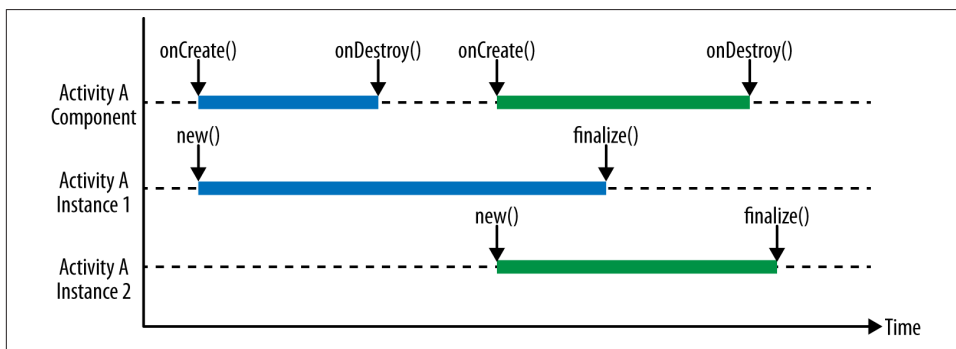 onCreate() onDestroy() onCreate() onDestroy()
Activity A
Component
new() finalize()
Activity A
Instance 1
new() finalize()
Activity A
Instance 2
Time